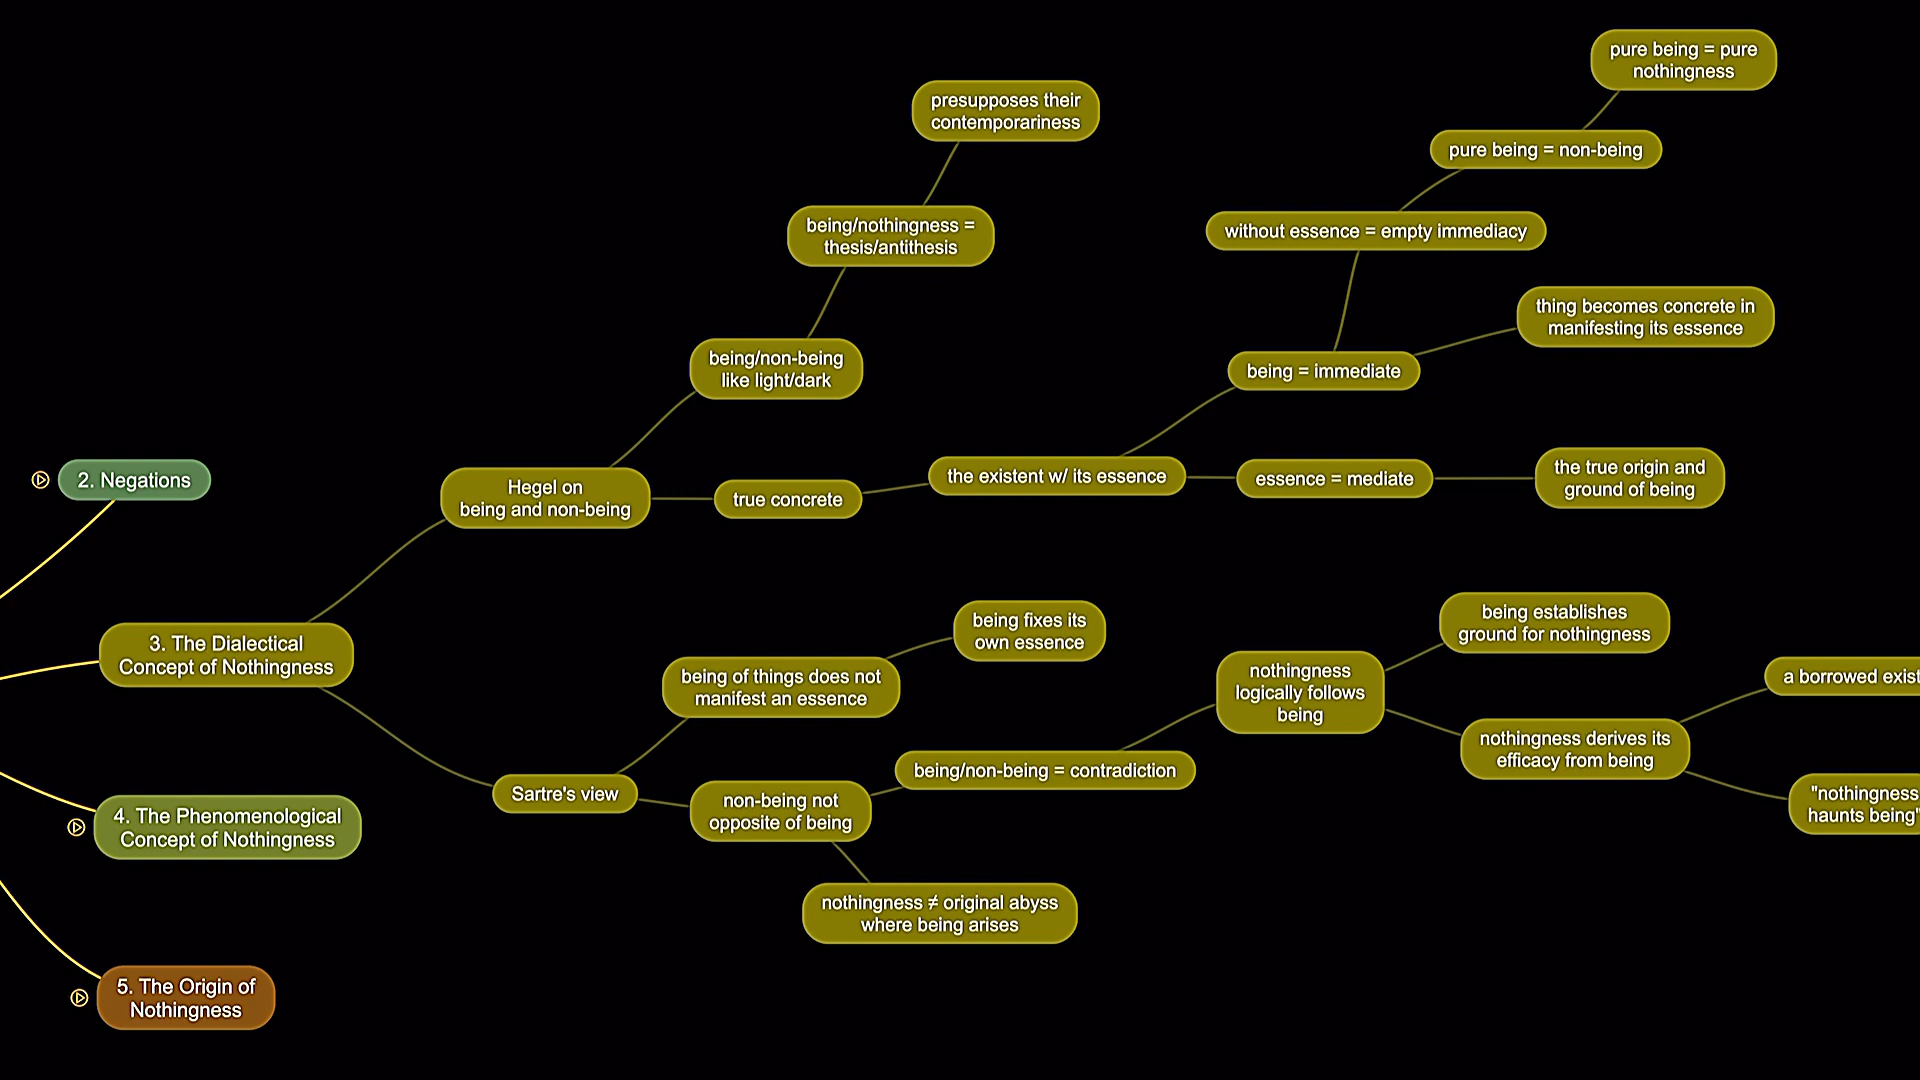 pure being = pure
nothingness
presupposes their
contemporariness
pure being = non-being
being/nothingness =
thesis/antithesis
without essence = empty immediacy
thing becomes concrete in
manifesting its essence
being/non-being
like light/dark
being = immediate
2. Negations
Hegel on
being and non-being
true concrete
the existent w/ its essence
essence = mediate
the true origin and
ground of being
3. The Dialectical
Concept of Nothingness
being fixes its
own essence
being of things does not
manifest an essence
nothingness
logically follows
being
being establishes
ground for nothingness
a borrowed exist
nothingness derives its
efficacy from being
Sartre's view
being/non-being = contradiction
non-being not
opposite of being
"nothingness
haunts being"
4. The Phenomenological
Concept of Nothingness
nothingness ≠ original abyss
where being arises
5. The Origin of
Nothingness